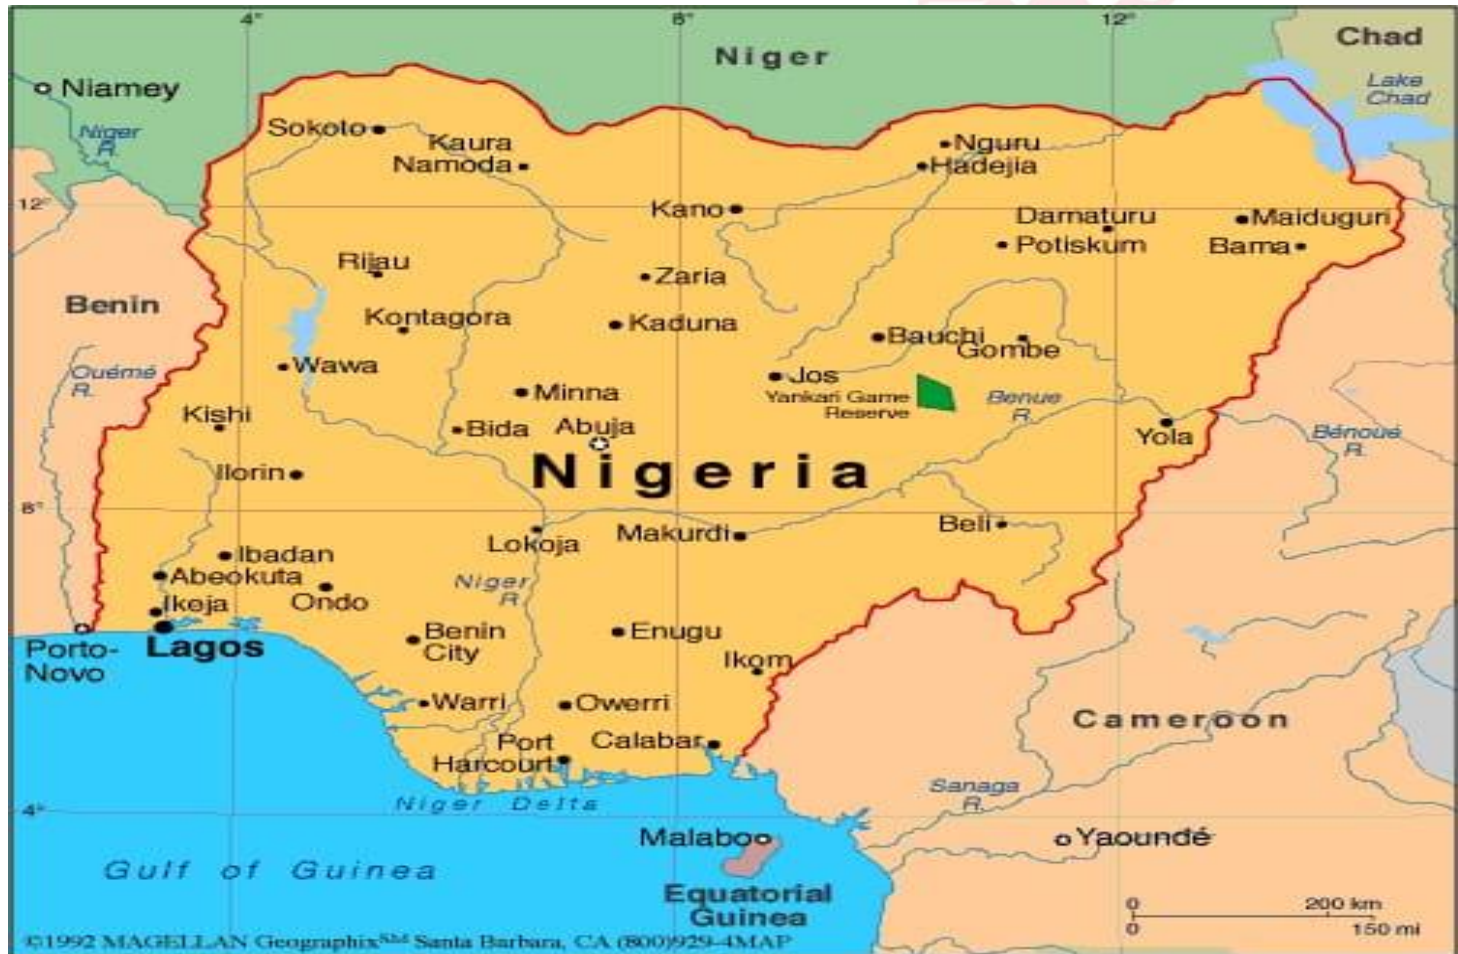 4°
8°
12°
Niger
Chad
Lake
Chad
Niamey
Niger
R.
Sokoto
Kaura
Namoda
Nguru
Hadejia
12°
Kano
Damaturu
Maiduguri
Potiskum
Bama
Rijau
Zaria
Benin
Kontagora
Kaduna
Bauchi
Gombe
Wawa
Ouémé
R.
Jos
Minna
Yankari Game
Reserve
Benue
R.
Kishi
Bida
Abuja
Yola
Bénoué
R.
Nigeria
Ilorin
8°
Lokoja
Makurdi
Beli
Ibadan
Abeokuta
Niger
R
Ikeja
Ondo
Lagos
Benin
City
Enugu
Porto-
Novo
Ikom
Warri
Owerri
Cameroon
Port
Harcourt
Calabar
Sanaga
R.
Niger Delta
4°
Malabo
Yaoundé
Gulf of Guinea
Equatorial
Guinea
0 200 km
0 150 mi
©1992 MAGELLAN Geographix℠ Santa Barbara, CA (800)929-4MAP